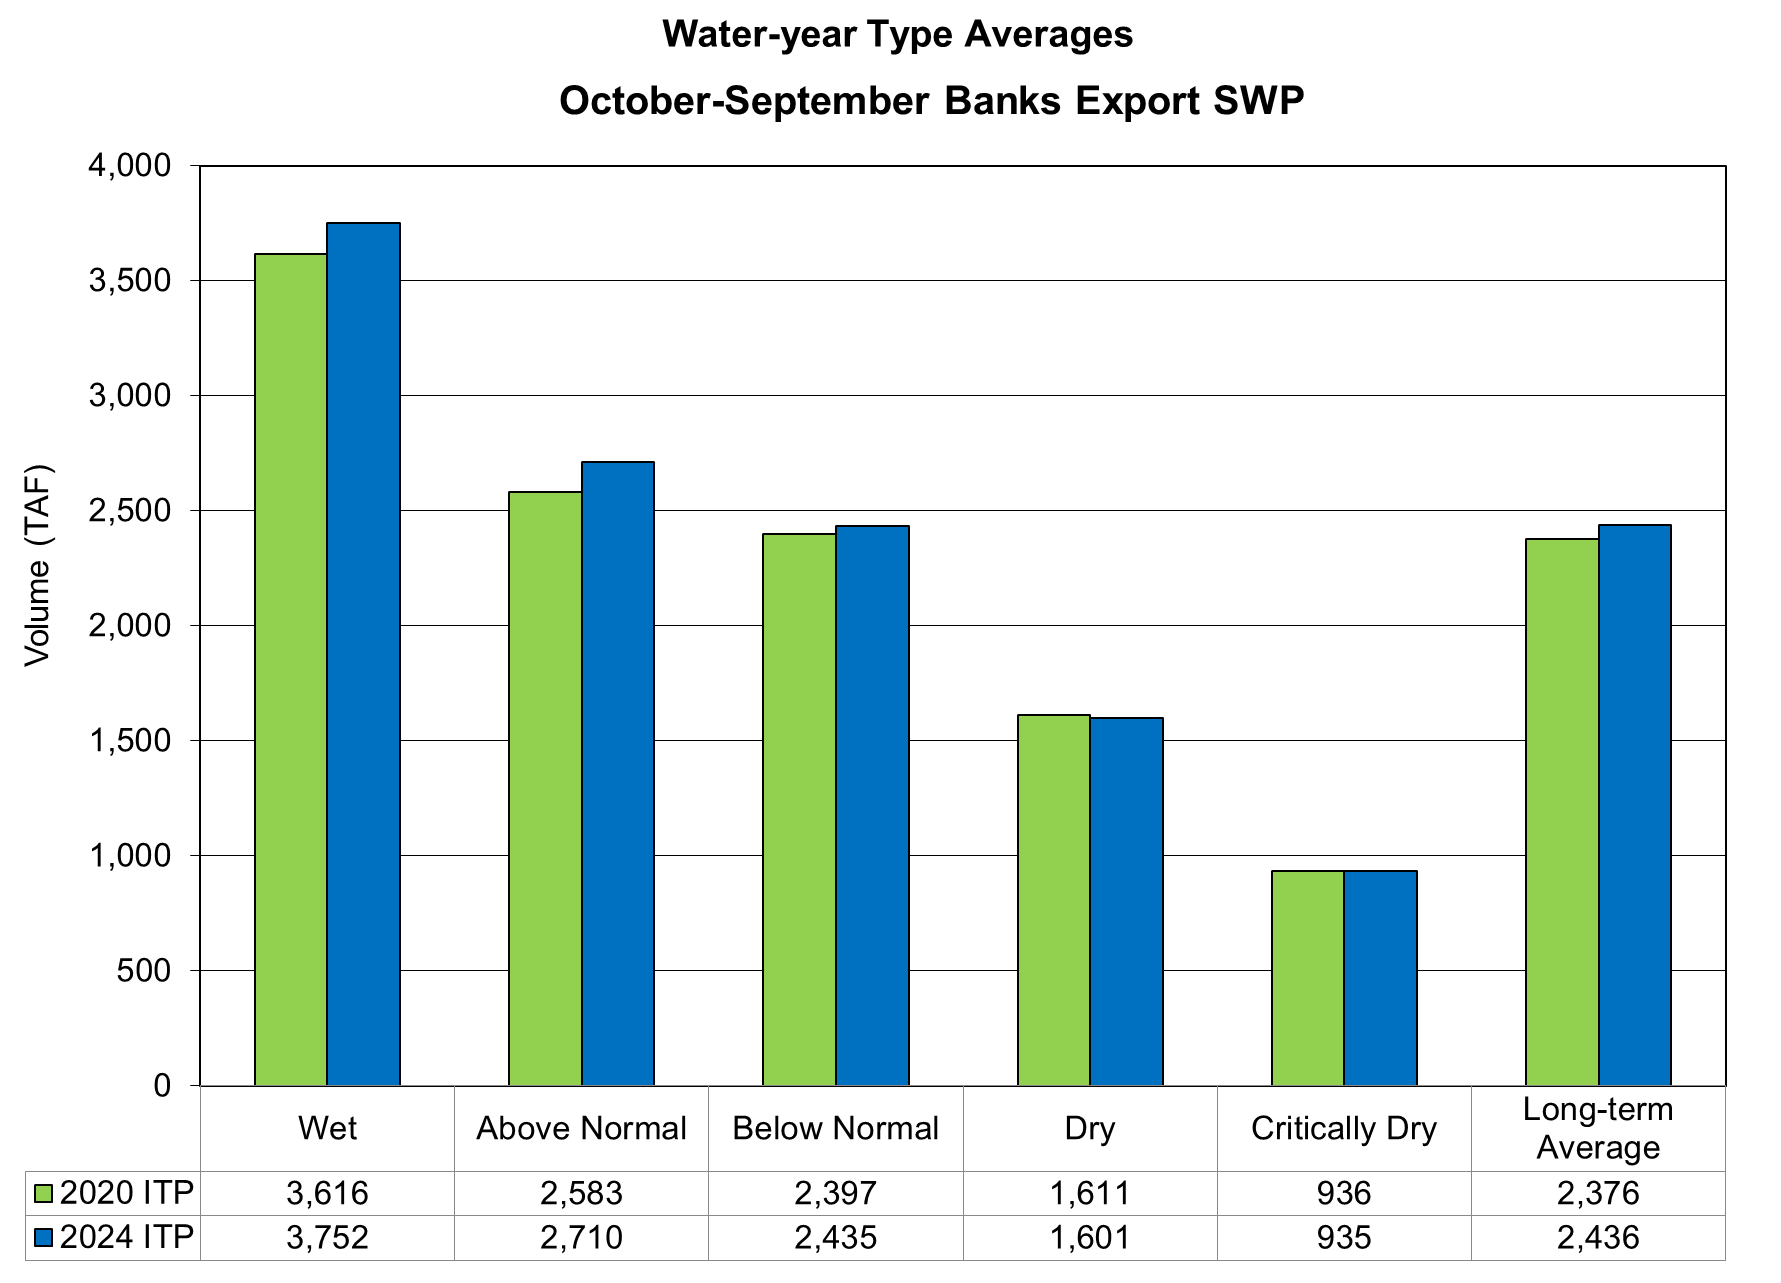 Water-year Type Averages
October-September Banks Export SWP
Volume (TAF)
4,000
3,500
3,000
2,500
2,000
1,500
1,000
500
0
Wet Above Normal Below Normal Dry Critically Dry Long-term
Average
2020 ITP 3,616 2,583 2,397 1,611 936 2,376
2024 ITP 3,752 2,710 2,435 1,601 935 2,436